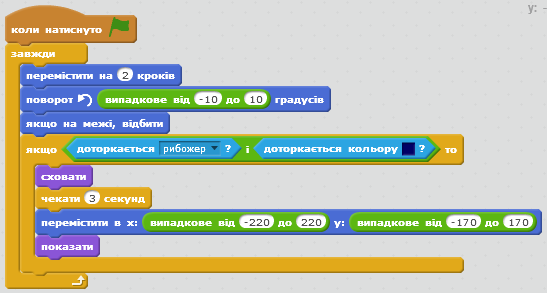 y: -
коли натиснуто
завжди
перемістити на 2 кроків
поворот випадкове від -10 до 10 градусів
якщо на межі, відбити
якщо доторкається рибожер ? і доторкається кольору ? то
сховати
чекати 3 секунд
перемістити в x: випадкове від -220 до 220 y: випадкове від -170 до 170
показати